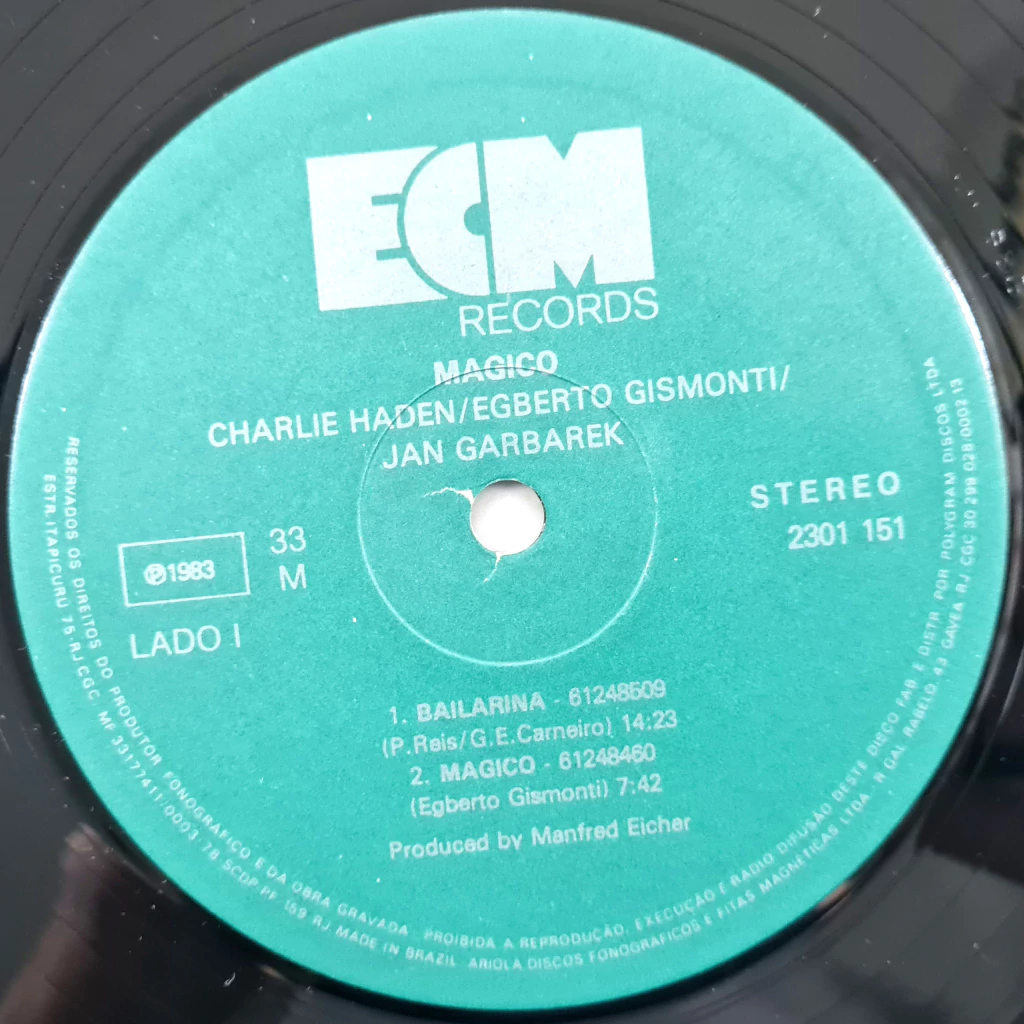 ECM
RECORDS
MAGICO
CHARLIE HADEN/EGBERTO GISMONTI/
JAN GARBAREK
STEREO
2301 151
33
M
℗1983
LADO I
1. BAILARINA - 61248509
(P.Reis/G.E.Carneiro) 14:23
2. MAGICO - 61248460
(Egberto Gismonti) 7:42
Produced by Manfred Eicher
RESERVADOS OS DIREITOS DO PRODUTOR FONOGRAFICO E DA OBRA GRAVADA PROIBIDA A REPRODUÇÃO, EXECUÇÃO E RADIO DIFUSÃO DESTE DISCO FAB. E DISTR POR POLYGRAM DISCOS LTDA
ESTR. ITAPICURU 75-RJ CGC. MF 33177411/0003-78 SCDP-PF 159 RJ. MADE IN BRAZIL ARIOLA DISCOS FONOGRAFICOS E FITAS MAGNETICAS LTDA - R GAL RABELO, 43 GAVEA RJ CGC 30 298 028/0002 13